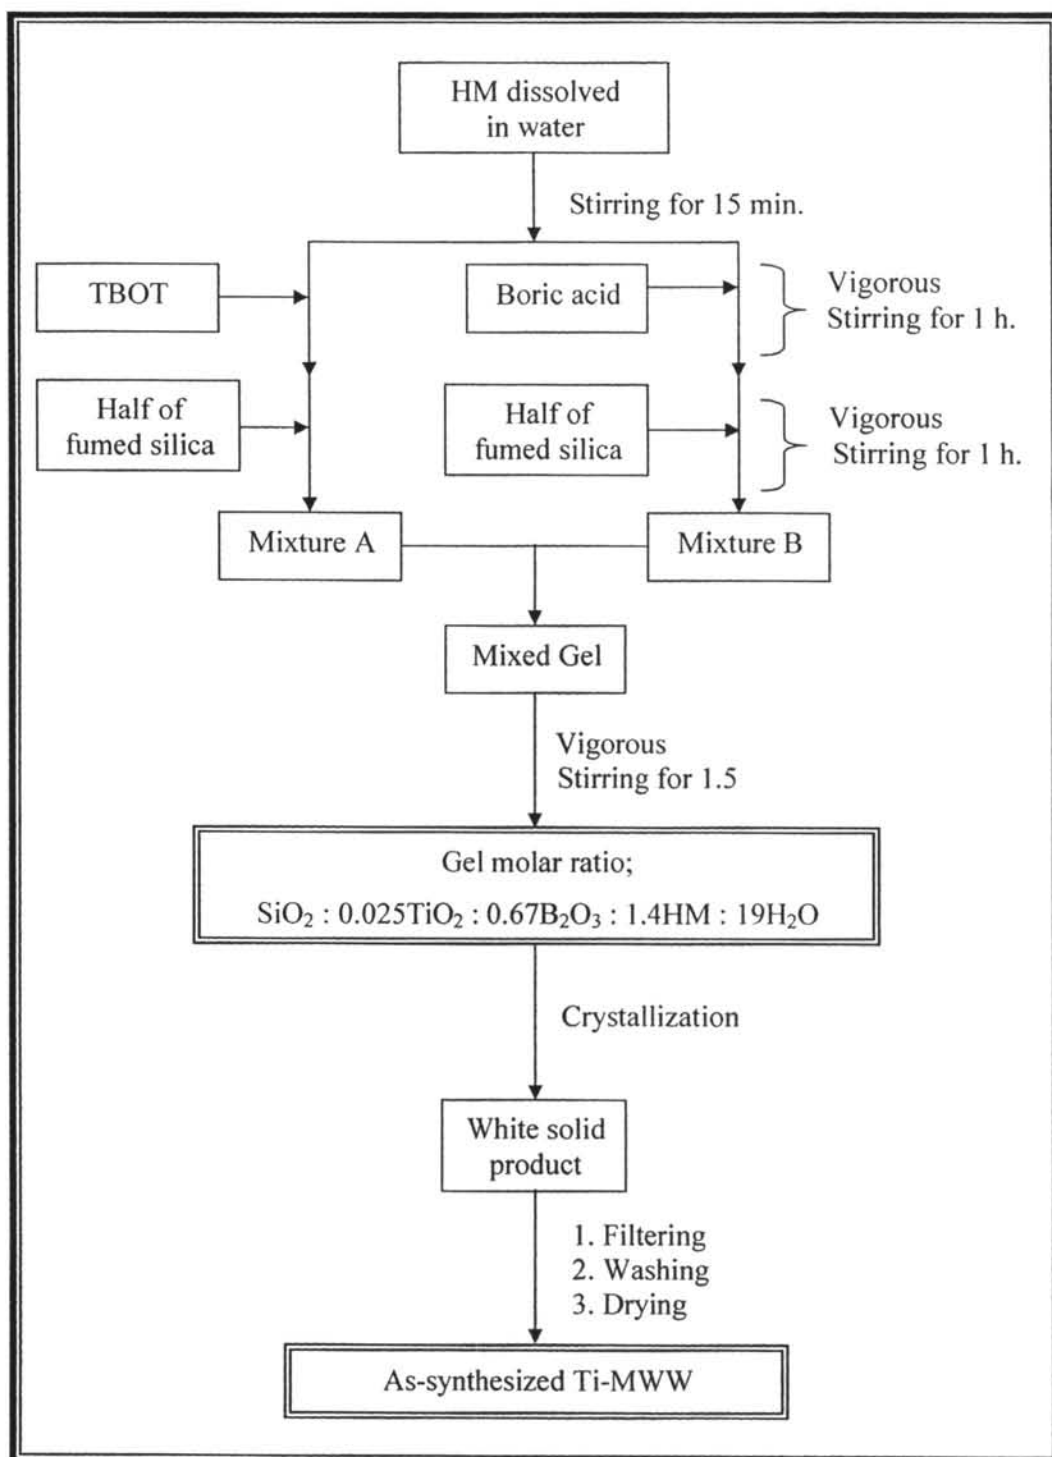 HM dissolved
in water
Stirring for 15 min.
TBOT
Boric acid
Vigorous
Stirring for 1 h.
Half of
fumed silica
Half of
fumed silica
Vigorous
Stirring for 1 h.
Mixture A
Mixture B
Mixed Gel
Vigorous
Stirring for 1.5
Gel molar ratio;
SiO₂ : 0.025TiO₂ : 0.67B₂O₃ : 1.4HM : 19H₂O
Crystallization
White solid
product
1. Filtering
2. Washing
3. Drying
As-synthesized Ti-MWW